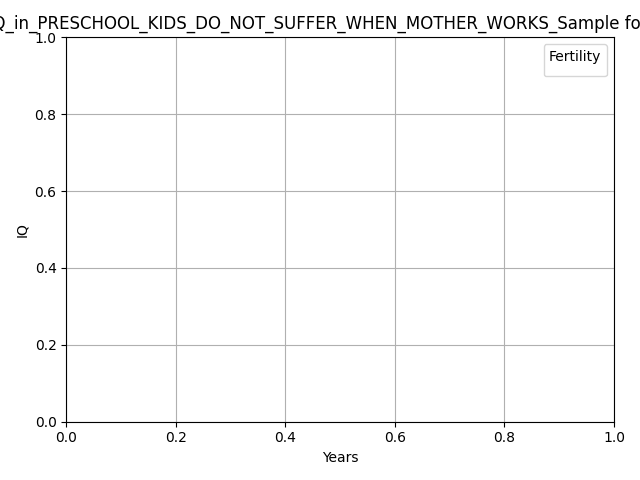 Q_in_PRESCHOOL_KIDS_DO_NOT_SUFFER_WHEN_MOTHER_WORKS_Sample fo
1.0
Fertility
0.8
0.6
IQ
0.4
0.2
0.0
0.0 0.2 0.4 0.6 0.8 1.0
Years